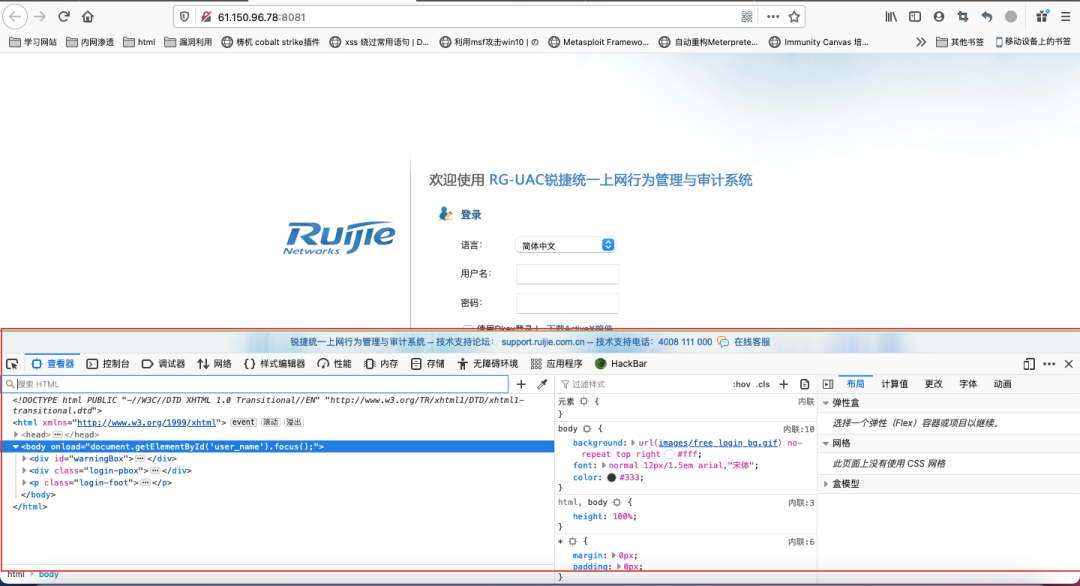 61.150.96.78:8081
学习网站 内网渗透 html 漏洞利用 梼杌 cobalt strike插件 xss 绕过常用语句 | D... 利用msf攻击win10 | の Metasploit Framewo... 自动重构Meterprete... Immunity Canvas 培... 其他书签 移动设备上的书签
欢迎使用 RG-UAC锐捷统一上网行为管理与审计系统
登录
Ruijie
Networks
语言: 简体中文
用户名:
密码:
使用Dkey登录! 下载ActiveX控件
锐捷统一上网行为管理与审计系统 -- 技术支持论坛: support.ruijie.com.cn -- 技术支持电话: 4008 111 000 在线客服
查看器 控制台 调试器 网络 样式编辑器 性能 内存 存储 无障碍环境 应用程序 HackBar
搜索 HTML
<!DOCTYPE html PUBLIC "-//W3C//DTD XHTML 1.0 Transitional//EN" "http://www.w3.org/TR/xhtml1/DTD/xhtml1-
transitional.dtd">
<html xmlns="http://www.w3.org/1999/xhtml"> event 滚动 溢出
<head>⋯</head>
<body onload="document.getElementById('user_name').focus();">
<div id="warningBox">⋯</div>
<div class="login-pbox">⋯</div>
<p class="login-foot">⋯</p>
</body>
</html>
html > body
过滤样式 :hov .cls
元素 { 内联
}
body { 内联:10
background: url(images/free_login_bg.gif) no-
repeat top right #fff;
font: normal 12px/1.5em arial,"宋体";
color: #333;
}
html, body { 内联:3
height: 100%;
}
* { 内联:6
margin: 0px;
padding: 0px;
}
布局 计算值 更改 字体 动画
弹性盒
选择一个弹性 (Flex) 容器或项目以继续。
网格
此页面上没有使用 CSS 网格
盒模型